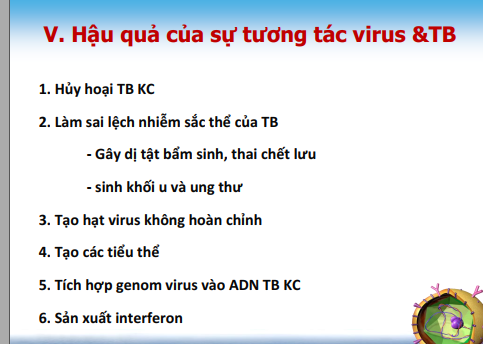 V. Hậu quả của sự tương tác virus &TB
1. Hủy hoại TB KC
2. Làm sai lệch nhiễm sắc thể của TB
- Gây dị tật bẩm sinh, thai chết lưu
- sinh khối u và ung thư
3. Tạo hạt virus không hoàn chỉnh
4. Tạo các tiểu thể
5. Tích hợp genom virus vào ADN TB KC
6. Sản xuất interferon